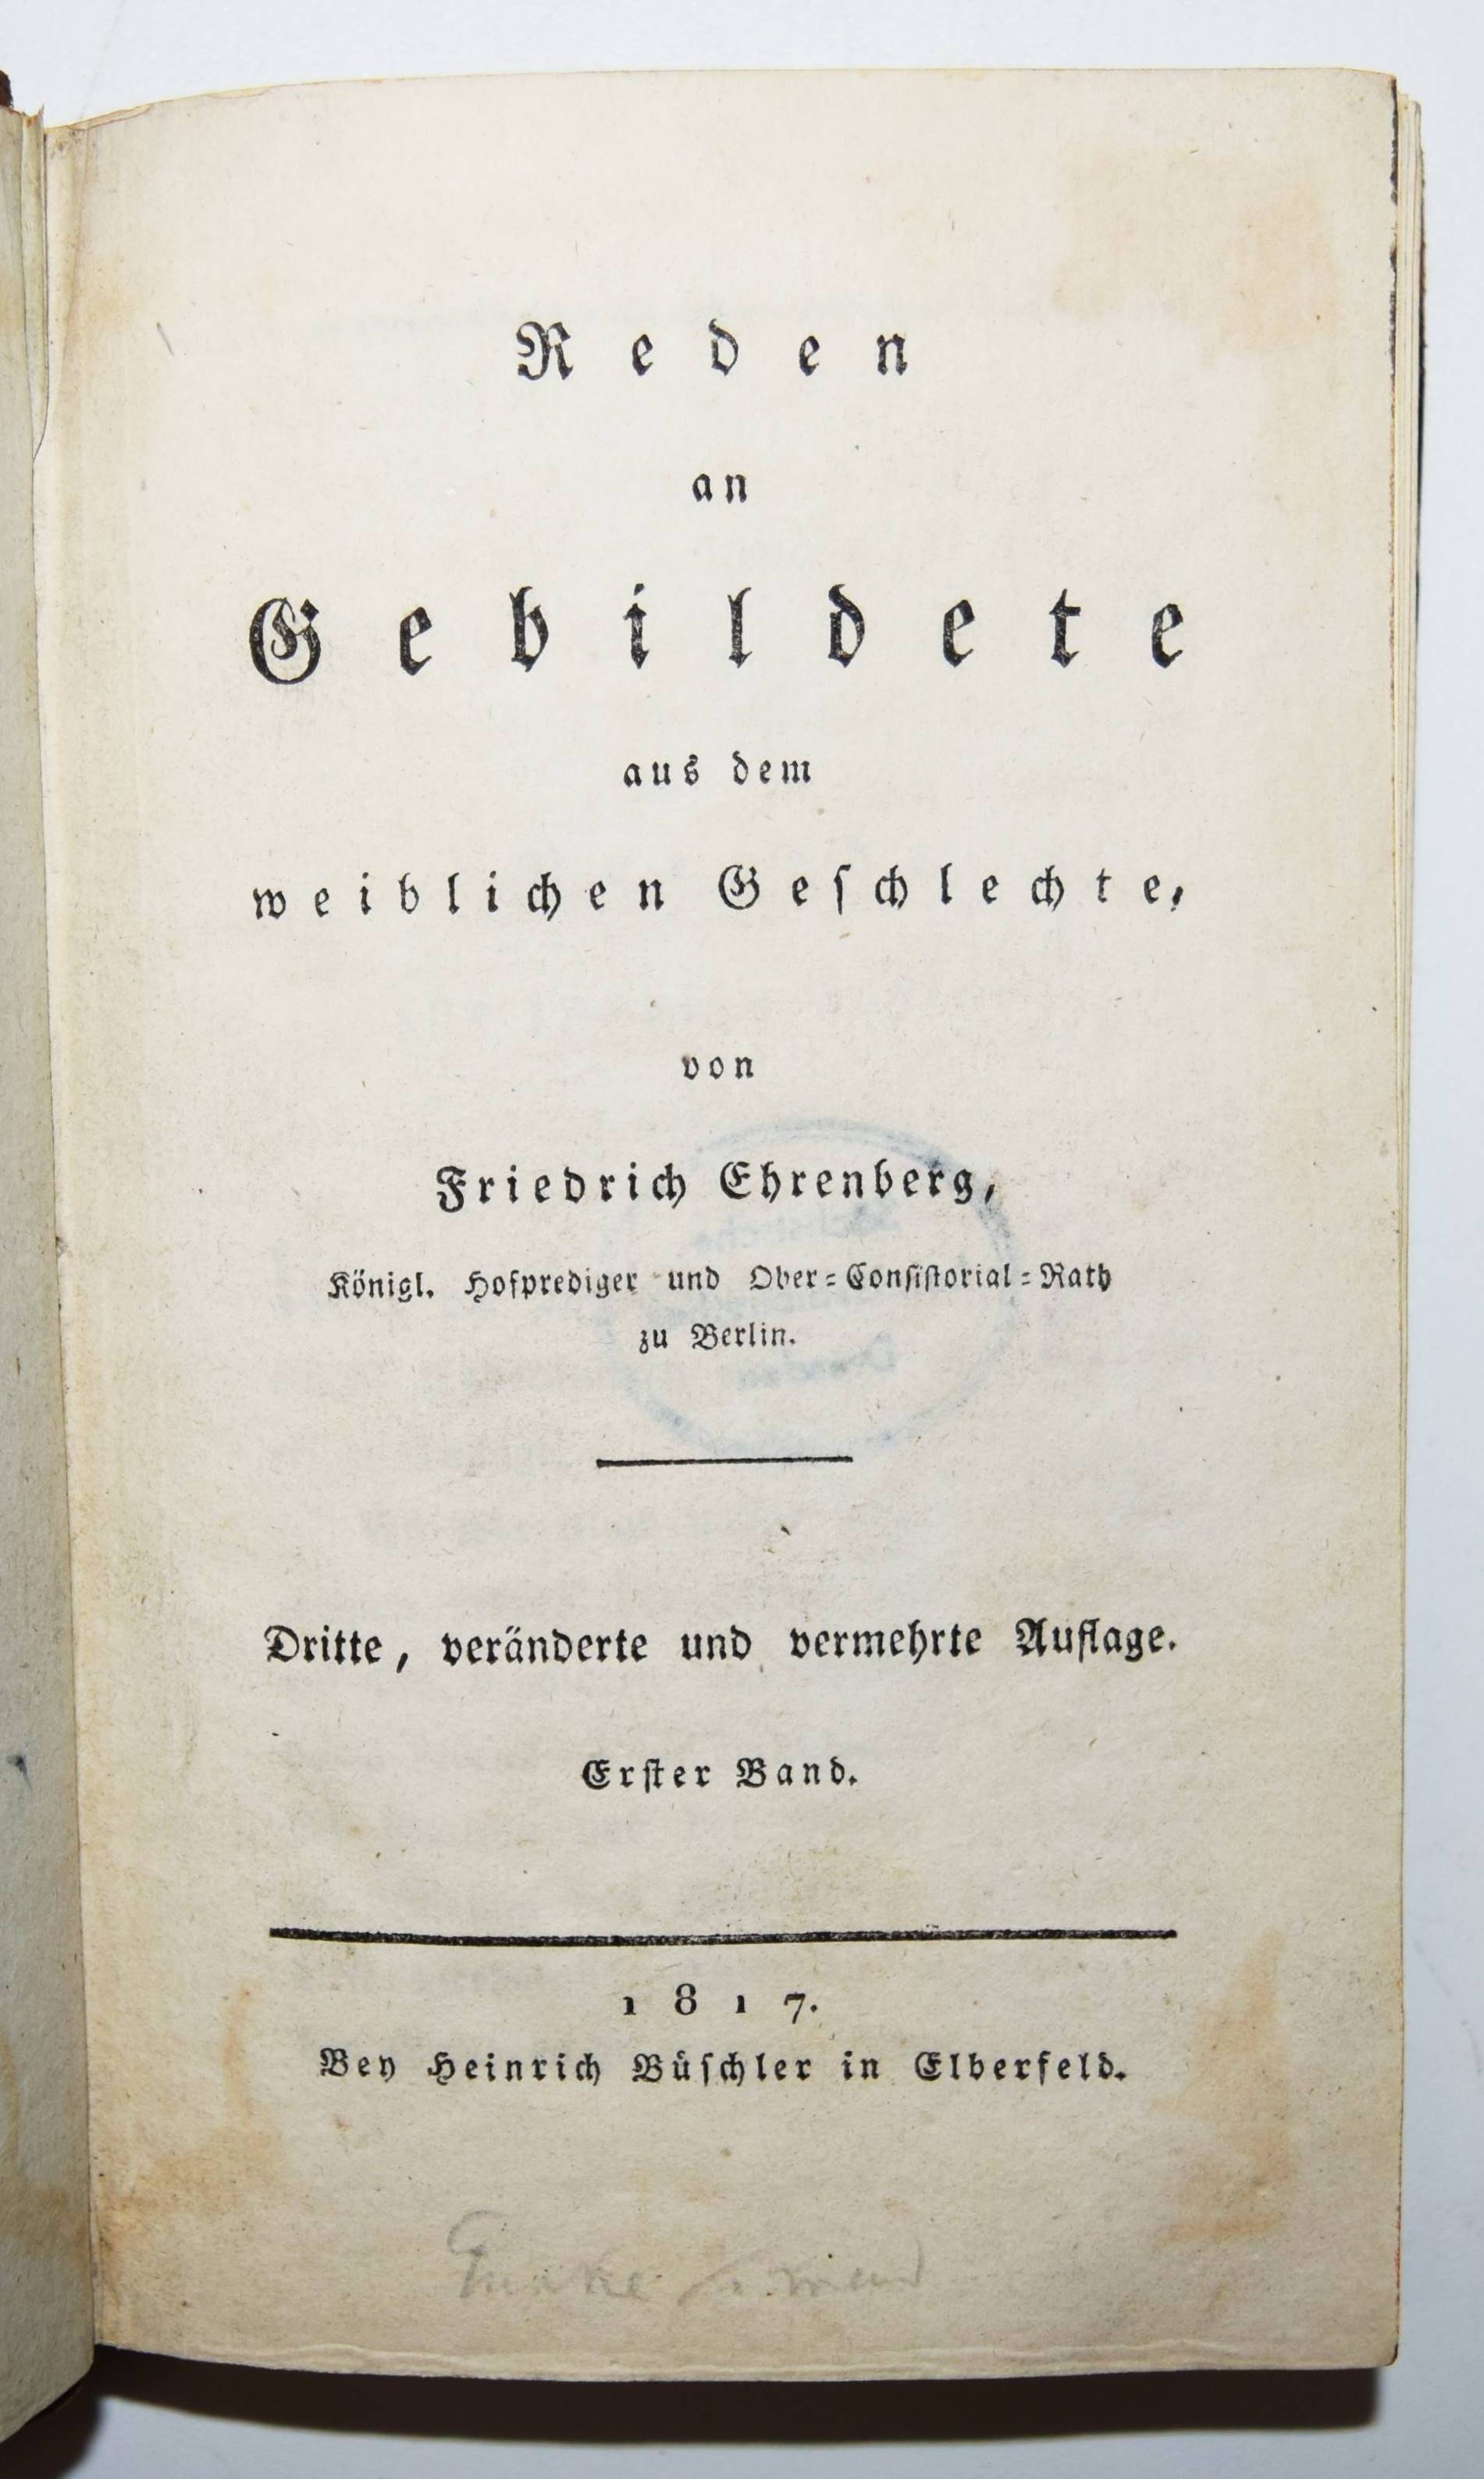 Reden
an
Gebildete
aus dem
weiblichen Geſchlechte,
von
Friedrich Ehrenberg,
Königl. Hofprediger und Ober=Conſiſtorial=Rath
zu Berlin.
Dritte, veränderte und vermehrte Auflage.
Erſter Band.
1817.
Bey Heinrich Büſchler in Elberfeld.